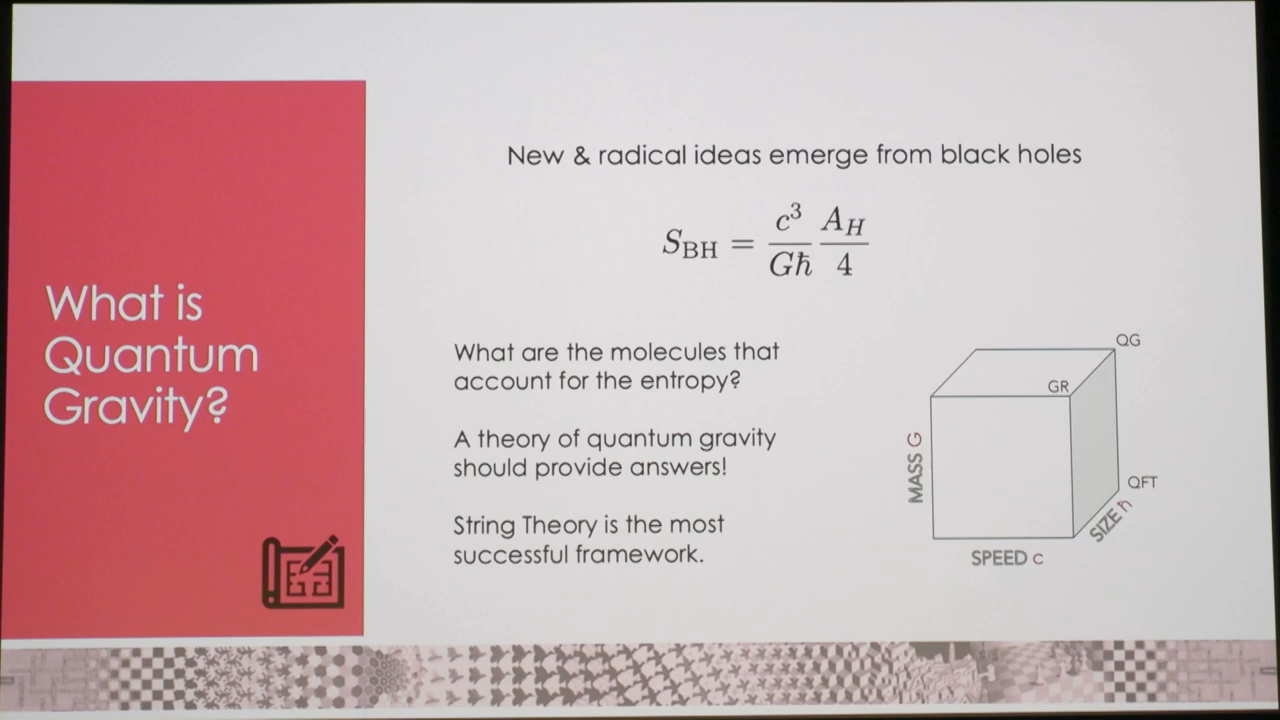 What is
Quantum
Gravity?
New & radical ideas emerge from black holes
S_BH = c³/Għ A_H/4
What are the molecules that
account for the entropy?
A theory of quantum gravity
should provide answers!
String Theory is the most
successful framework.
QG
GR
MASS G
QFT
SIZE ħ
SPEED c